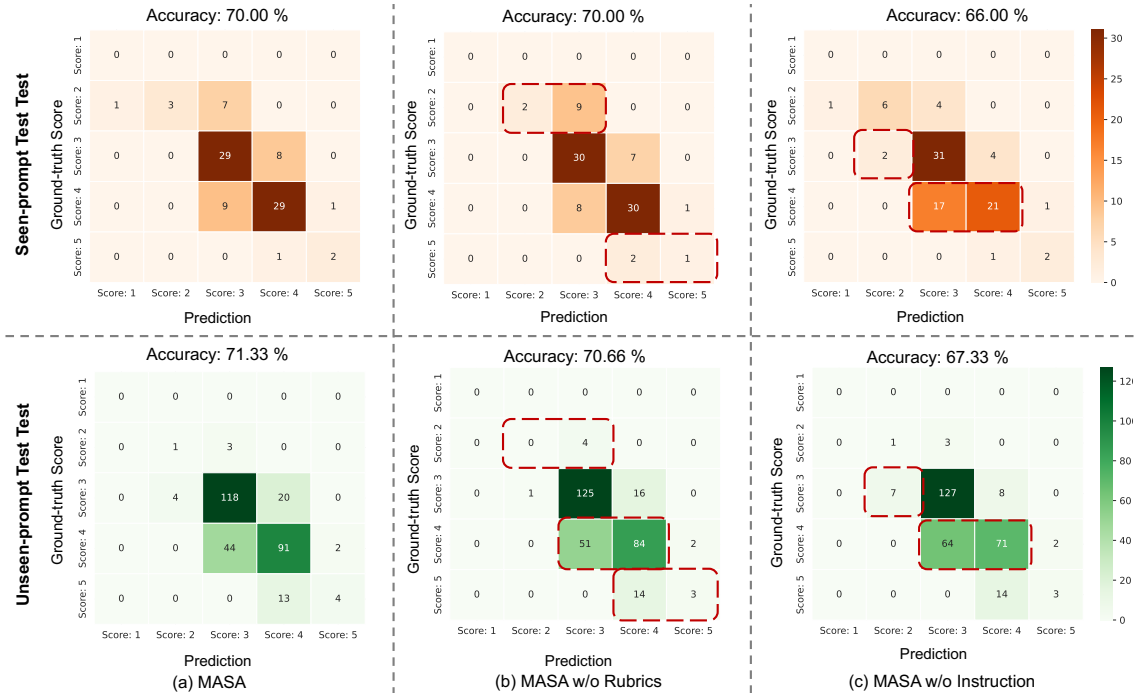 Accuracy: 70.00 %
Accuracy: 70.00 %
Accuracy: 66.00 %
Seen-prompt Test Test
Ground-truth Score
Score: 1 0 0 0 0 0
Score: 2 1 3 7 0 0
Score: 3 0 0 29 8 0
Score: 4 0 0 9 29 1
Score: 5 0 0 0 1 2
Score: 1 Score: 2 Score: 3 Score: 4 Score: 5
Prediction
Ground-truth Score
Score: 1 0 0 0 0 0
Score: 2 0 2 9 0 0
Score: 3 0 0 30 7 0
Score: 4 0 0 8 30 1
Score: 5 0 0 0 2 1
Score: 1 Score: 2 Score: 3 Score: 4 Score: 5
Prediction
Ground-truth Score
Score: 1 0 0 0 0 0
Score: 2 1 6 4 0 0
Score: 3 0 2 31 4 0
Score: 4 0 0 17 21 1
Score: 5 0 0 0 1 2
Score: 1 Score: 2 Score: 3 Score: 4 Score: 5
Prediction
30
25
20
15
10
5
0
Accuracy: 71.33 %
Accuracy: 70.66 %
Accuracy: 67.33 %
Unseen-prompt Test Test
Ground-truth Score
Score: 1 0 0 0 0 0
Score: 2 0 1 3 0 0
Score: 3 0 4 118 20 0
Score: 4 0 0 44 91 2
Score: 5 0 0 0 13 4
Score: 1 Score: 2 Score: 3 Score: 4 Score: 5
Prediction
(a) MASA
Ground-truth Score
Score: 1 0 0 0 0 0
Score: 2 0 0 4 0 0
Score: 3 0 1 125 16 0
Score: 4 0 0 51 84 2
Score: 5 0 0 0 14 3
Score: 1 Score: 2 Score: 3 Score: 4 Score: 5
Prediction
(b) MASA w/o Rubrics
Ground-truth Score
Score: 1 0 0 0 0 0
Score: 2 0 1 3 0 0
Score: 3 0 7 127 8 0
Score: 4 0 0 64 71 2
Score: 5 0 0 0 14 3
Score: 1 Score: 2 Score: 3 Score: 4 Score: 5
Prediction
(c) MASA w/o Instruction
100
80
60
40
20
0